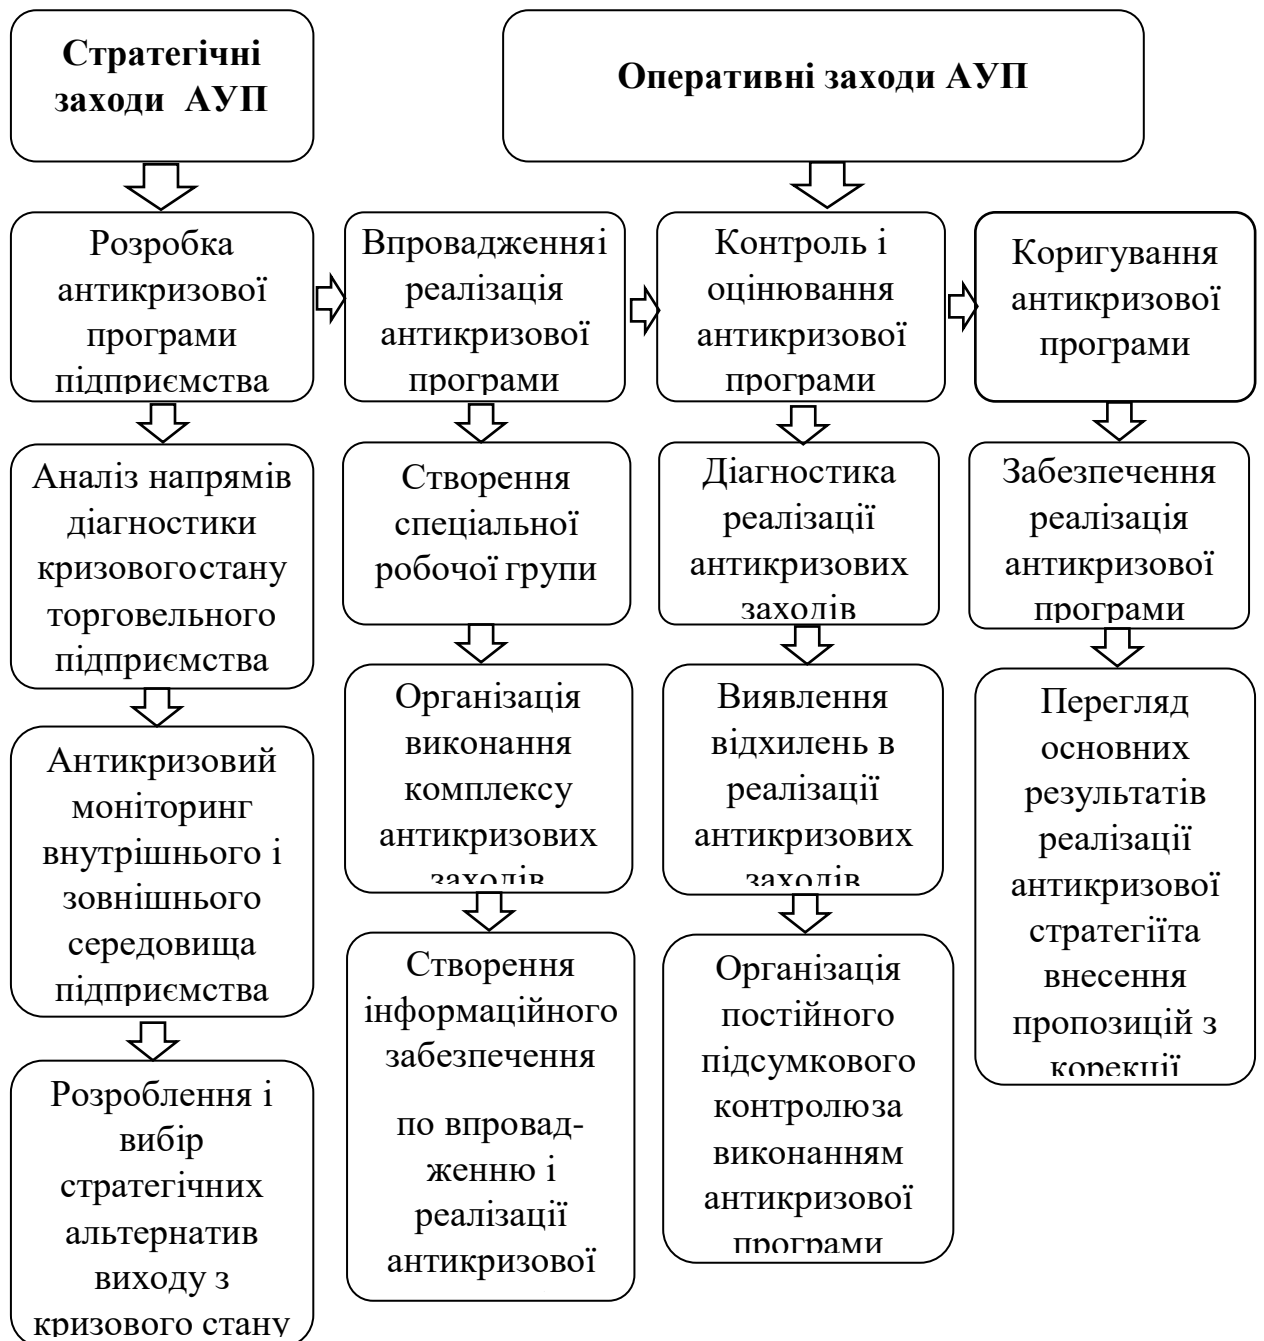 Стратегічні
заходи АУП
Оперативні заходи АУП
Розробка
антикризової
програми
підприємства
Впровадженняі
реалізація
антикризової
програми
Контроль і
оцінювання
антикризової
програми
Коригування
антикризової
програми
Аналіз напрямів
діагностики
кризовогостану
торговельного
підприємства
Створення
спеціальної
робочої групи
Діагностика
реалізації
антикризових
заходів
Забезпечення
реалізація
антикризової
програми
Антикризовий
моніторинг
внутрішнього і
зовнішнього
середовища
підприємства
Організація
виконання
комплексу
антикризових
заходів
Виявлення
відхилень в
реалізації
антикризових
заходів
Перегляд
основних
результатів
реалізації
антикризової
стратегіїта
внесення
пропозицій з
корекції
Розроблення і
вибір
стратегічних
альтернатив
виходу з
кризового стану
Створення
інформаційного
забезпечення
по впровад-
женню і
реалізації
антикризової
Організація
постійного
підсумкового
контролюза
виконанням
антикризової
програми